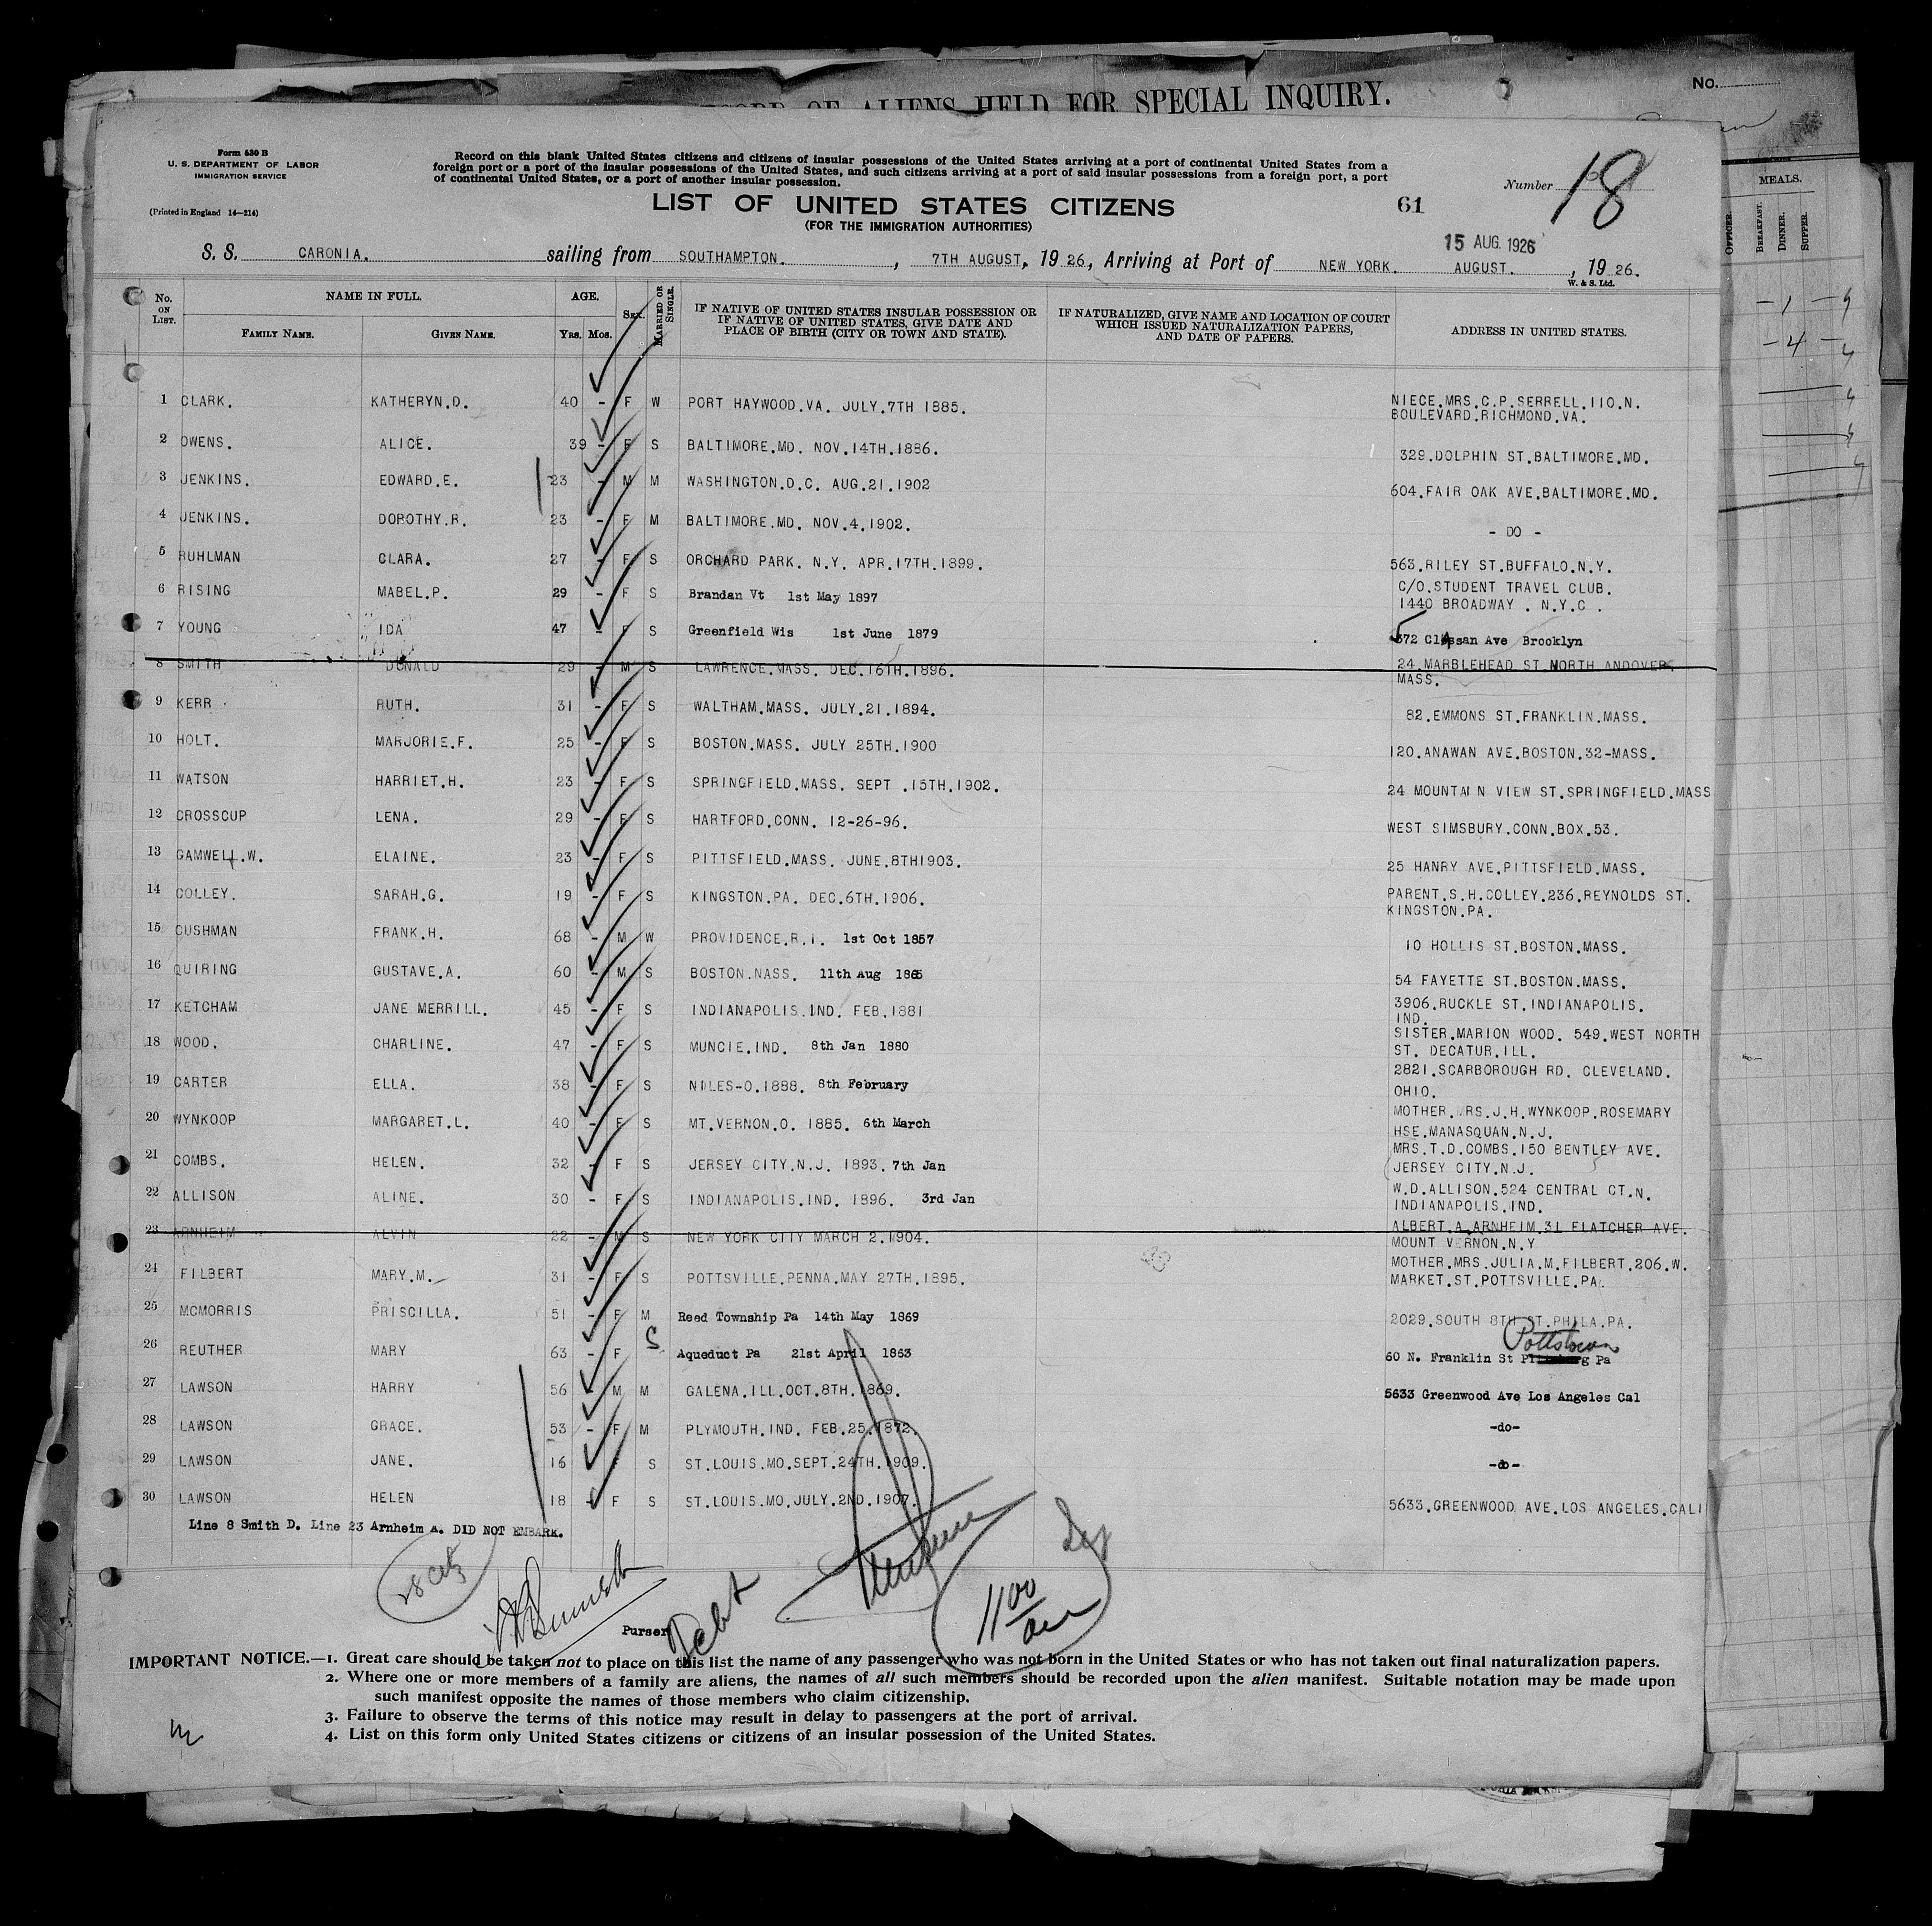 RECORD OF ALIENS HELD FOR SPECIAL INQUIRY.
No.
MEALS.
OFFICER. BREAKFAST. DINNER. SUPPER.
Form 630 B
U. S. DEPARTMENT OF LABOR
IMMIGRATION SERVICE
(Printed in England 14—214)
Record on this blank United States citizens and citizens of insular possessions of the United States arriving at a port of continental United States from a
foreign port or a port of the insular possessions of the United States, and such citizens arriving at a port of said insular possessions from a foreign port, a port
of continental United States, or a port of another insular possession.
Number 18
LIST OF UNITED STATES CITIZENS
61
(FOR THE IMMIGRATION AUTHORITIES)
15 AUG. 1926
S. S. CARONIA. sailing from SOUTHAMPTON. , 7TH AUGUST, 19 26, Arriving at Port of NEW YORK. AUGUST. , 19 26.
W. & S. Ltd.
No. ON LIST. NAME IN FULL. FAMILY NAME. GIVEN NAME. AGE. Yrs. Mos. SEX. MARRIED OR SINGLE. IF NATIVE OF UNITED STATES INSULAR POSSESSION OR IF NATIVE OF UNITED STATES, GIVE DATE AND PLACE OF BIRTH (CITY OR TOWN AND STATE). IF NATURALIZED, GIVE NAME AND LOCATION OF COURT WHICH ISSUED NATURALIZATION PAPERS, AND DATE OF PAPERS. ADDRESS IN UNITED STATES.
1 CLARK. KATHERYN.D. 40 - F W PORT HAYWOOD.VA. JULY.7TH 1885. NIECE.MRS.C.P.SERRELL.110.N.
BOULEVARD.RICHMOND.VA.
2 OWENS. ALICE. 39 - F S BALTIMORE.MD. NOV.14TH.1886. 329.DOLPHIN ST.BALTIMORE.MD.
3 JENKINS. EDWARD.E. 23 - M M WASHINGTON.D.C. AUG.21.1902 604.FAIR OAK AVE.BALTIMORE.MD.
4 JENKINS. DOROTHY.R. 23 - F M BALTIMORE.MD. NOV.4.1902. - DO -
5 RUHLMAN CLARA. 27 - F S ORCHARD PARK. N.Y. APR.17TH.1899. 563.RILEY ST.BUFFALO.N.Y.
6 RISING MABEL.P. 29 - F S Brandan Vt 1st May 1897 C/O.STUDENT TRAVEL CLUB.
1440 BROADWAY . N.Y.C .
7 YOUNG IDA 47 - F S Greenfield Wis 1st June 1879 572 Classan Ave Brooklyn
8 SMITH DONALD 29 - M S LAWRENCE.MASS. DEC.16TH.1896. 24.MARBLEHEAD ST.NORTH ANDOVER.
MASS.
9 KERR RUTH. 31 - F S WALTHAM.MASS. JULY.21.1894. 82.EMMONS ST.FRANKLIN.MASS.
10 HOLT. MARJORIE.F. 25 - F S BOSTON.MASS. JULY 25TH.1900 120.ANAWAN AVE.BOSTON.32-MASS.
11 WATSON HARRIET.H. 23 - F S SPRINGFIELD.MASS. SEPT .15TH.1902. 24 MOUNTAIN VIEW ST.SPRINGFIELD.MASS
12 CROSSCUP LENA. 29 - F S HARTFORD.CONN. 12-26-96. WEST SIMSBURY.CONN.BOX.53.
13 GAMWELL.W. ELAINE. 23 - F S PITTSFIELD.MASS. JUNE.8TH1903. 25 HANRY AVE.PITTSFIELD.MASS.
14 COLLEY. SARAH.G. 19 - F S KINGSTON.PA. DEC.6TH.1906. PARENT.S.H.COLLEY.236.REYNOLDS ST.
KINGSTON.PA.
15 CUSHMAN FRANK.H. 68 - M W PROVIDENCE.R.I. 1st Oct 1857 10 HOLLIS ST.BOSTON.MASS.
16 QUIRING GUSTAVE.A. 60 - M S BOSTON.NASS. 11th Aug 1865 54 FAYETTE ST.BOSTON.MASS.
17 KETCHAM JANE MERRILL. 45 - F S INDIANAPOLIS.IND. FEB.1881 3906.RUCKLE ST.INDIANAPOLIS.
IND.
18 WOOD. CHARLINE. 47 - F S MUNCIE.IND. 8th Jan 1880 SISTER.MARION WOOD. 549.WEST NORTH
ST. DECATUR.ILL.
19 CARTER ELLA. 38 - F S NILES-O.1888. 8th February 2821.SCARBOROUGH RD. CLEVELAND.
OHIO.
20 WYNKOOP MARGARET.L. 40 - F S MT.VERNON.O. 1885. 6th March MOTHER.MRS.J.H.WYNKOOP.ROSEMARY
HSE.MANASQUAN.N.J.
21 COMBS. HELEN. 32 - F S JERSEY CITY.N.J. 1893. 7th Jan MRS.T.D.COMBS.150 BENTLEY AVE.
JERSEY CITY.N.J.
22 ALLISON ALINE. 30 - F S INDIANAPOLIS.IND. 1896. 3rd Jan W.D.ALLISON.524 CENTRAL CT.N.
INDIANAPOLIS.IND.
23 ARNHEIM ALVIN 22 - M S NEW YORK CITY MARCH 2.1904. ALBERT.A.ARNHEIM.31 FLATCHER AVE.
MOUNT VERNON.N.Y
24 FILBERT MARY.M. 31 - F S POTTSVILLE.PENNA.MAY 27TH.1895. MOTHER.MRS.JULIA.M.FILBERT.206.W.
MARKET.ST.POTTSVILLE.PA.
25 MCMORRIS PRISCILLA. 51 - F M Reed Township Pa 14th May 1869 2029.SOUTH 8TH ST.PHILA.PA.
26 REUTHER MARY 63 - F S Aqueduct Pa 21st April 1863 60 N. Franklin St Pottstown Pa
27 LAWSON HARRY 56 - M M GALENA.ILL.OCT.8TH.1869. 5633 Greenwood Ave Los Angeles Cal
28 LAWSON GRACE. 53 - F M PLYMOUTH.IND. FEB.25.1872. -do-
29 LAWSON JANE. 16 F S ST.LOUIS.MO.SEPT.24TH.1909. -do-
30 LAWSON HELEN 18 - F S ST.LOUIS.MO.JULY.2ND.1907. 5633.GREENWOOD AVE.LOS ANGELES.CALI
Line 8 Smith D. Line 23 Arnheim A. DID NOT EMBARK.
28 citz
Purser
1100
IMPORTANT NOTICE.—1. Great care should be taken not to place on this list the name of any passenger who was not born in the United States or who has not taken out final naturalization papers.
2. Where one or more members of a family are aliens, the names of all such members should be recorded upon the alien manifest. Suitable notation may be made upon
such manifest opposite the names of those members who claim citizenship.
3. Failure to observe the terms of this notice may result in delay to passengers at the port of arrival.
4. List on this form only United States citizens or citizens of an insular possession of the United States.